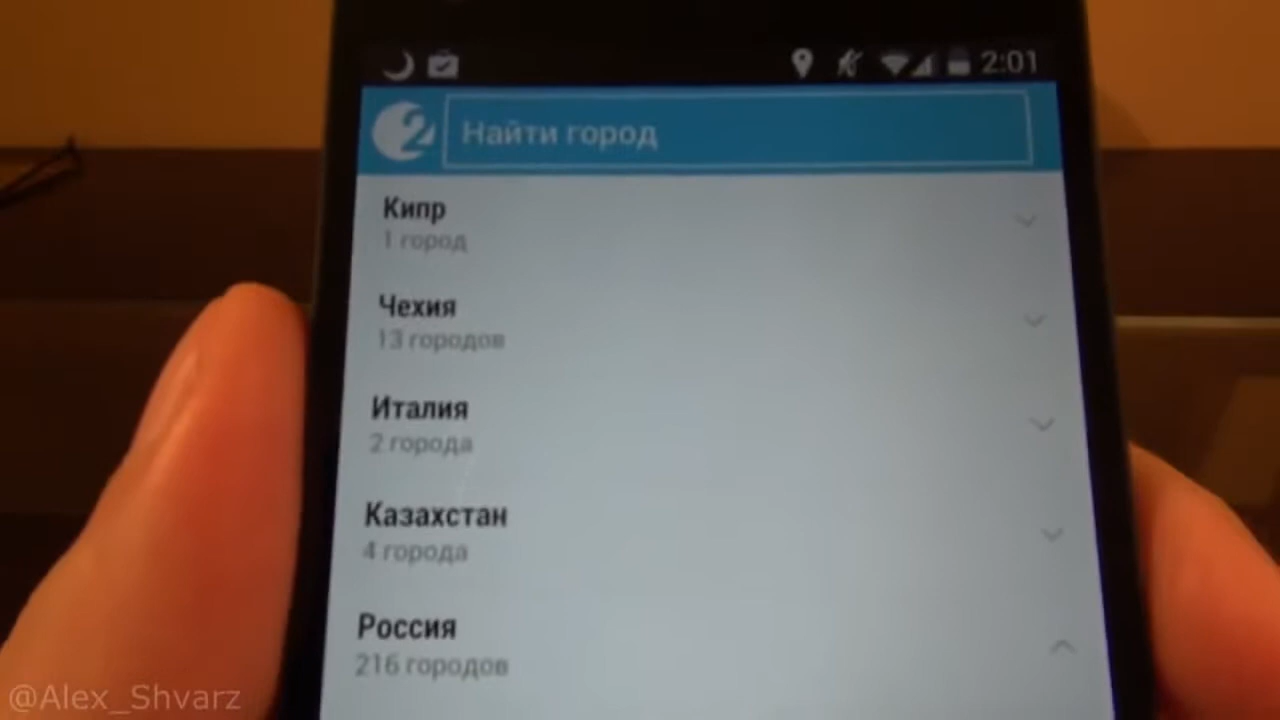 2:01
2 Найти город
Кипр
1 город
Чехия
13 городов
Италия
2 города
Казахстан
4 города
Россия
216 городов
@Alex_Shvarz